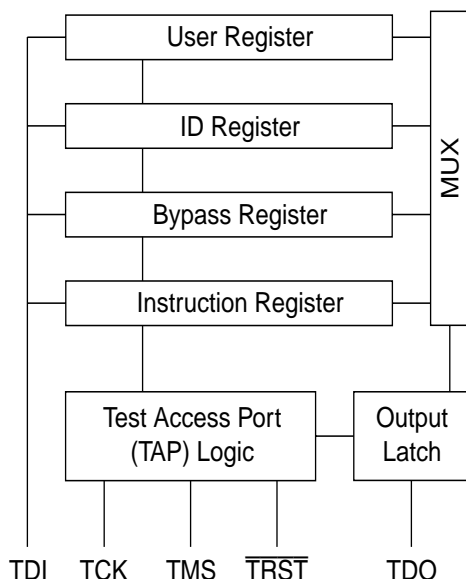 User Register
ID Register
Bypass Register
Instruction Register
MUX
Test Access Port
(TAP) Logic
Output
Latch
TDI
TCK
TMS
T̅R̅S̅T̅
TDO